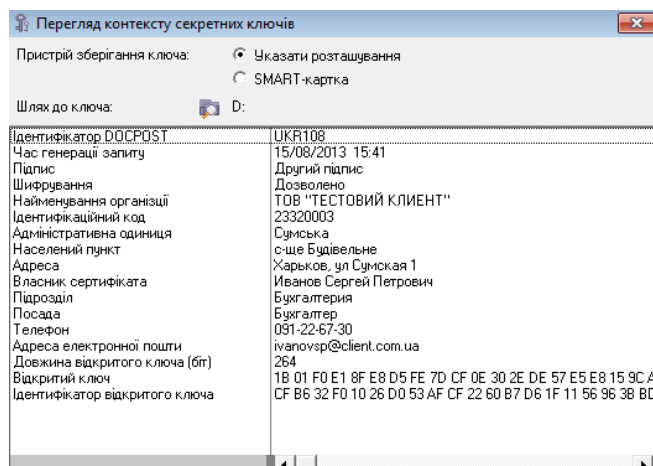 Перегляд контексту секретних ключів
Пристрій зберігання ключа: Указати розташування
SMART-картка
Шлях до ключа: D:
Ідентифікатор DOCPOST UKR108
Час генерації запиту 15/08/2013 15:41
Підпис Другий підпис
Шифрування Дозволено
Найменування організіції ТОВ "ТЕСТОВИЙ КЛИЕНТ"
Ідентифікаційний код 23320003
Адміністративна одиниця Сумська
Населений пункт с-ще Будівельне
Адреса Харьков, ул Сумская 1
Власник сертифіката Иванов Сергей Петрович
Підрозділ Бухгалтерия
Посада Бухгалтер
Телефон 091-22-67-30
Адреса електронної пошти ivanovsp@client.com.ua
Довжина відкритого ключа (біт) 264
Відкритий ключ 1B 01 F0 E1 8F E8 D5 FE 7D CF 0E 30 2E DE 57 E5 E8 15 9C
Ідентифікатор відкритого ключа CF B6 32 F0 10 26 D0 53 AF CF 22 60 B7 D6 1F 11 56 96 3B